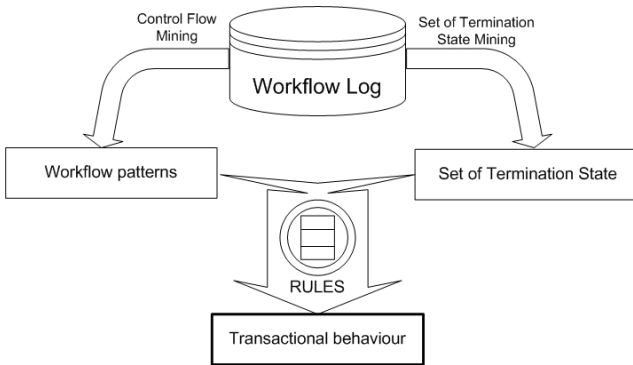 Control Flow
Mining
Set of Termination
State Mining
Workflow Log
Workflow patterns
Set of Termination State
RULES
Transactional behaviour